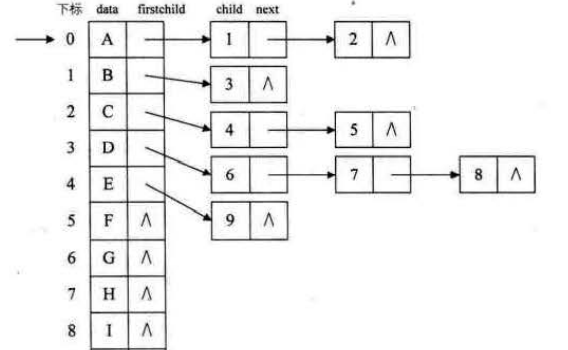 下标 data firstchild child next
0 A 1 2 ∧
1 B 3 ∧
2 C 4 5 ∧
3 D 6 7 8 ∧
4 E 9 ∧
5 F ∧
6 G ∧
7 H ∧
8 I ∧